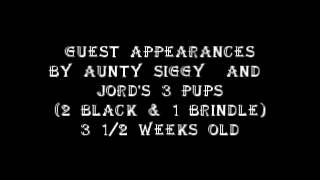 GUEST APPEARANCES
BY AUNTY SIGGY AND
JORD'S 3 PUPS
(2 BLACK & 1 BRINDLE)
3 1/2 WEEKS OLD